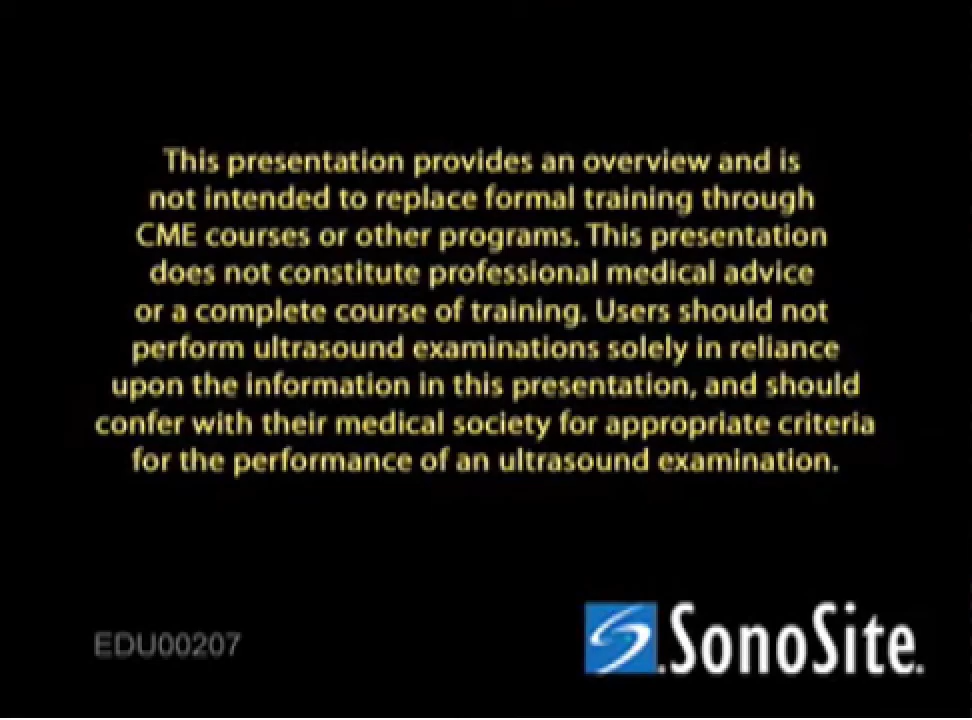 This presentation provides an overview and is
not intended to replace formal training through
CME courses or other programs. This presentation
does not constitute professional medical advice
or a complete course of training. Users should not
perform ultrasound examinations solely in reliance
upon the information in this presentation, and should
confer with their medical society for appropriate criteria
for the performance of an ultrasound examination.
EDU00207
SonoSite.